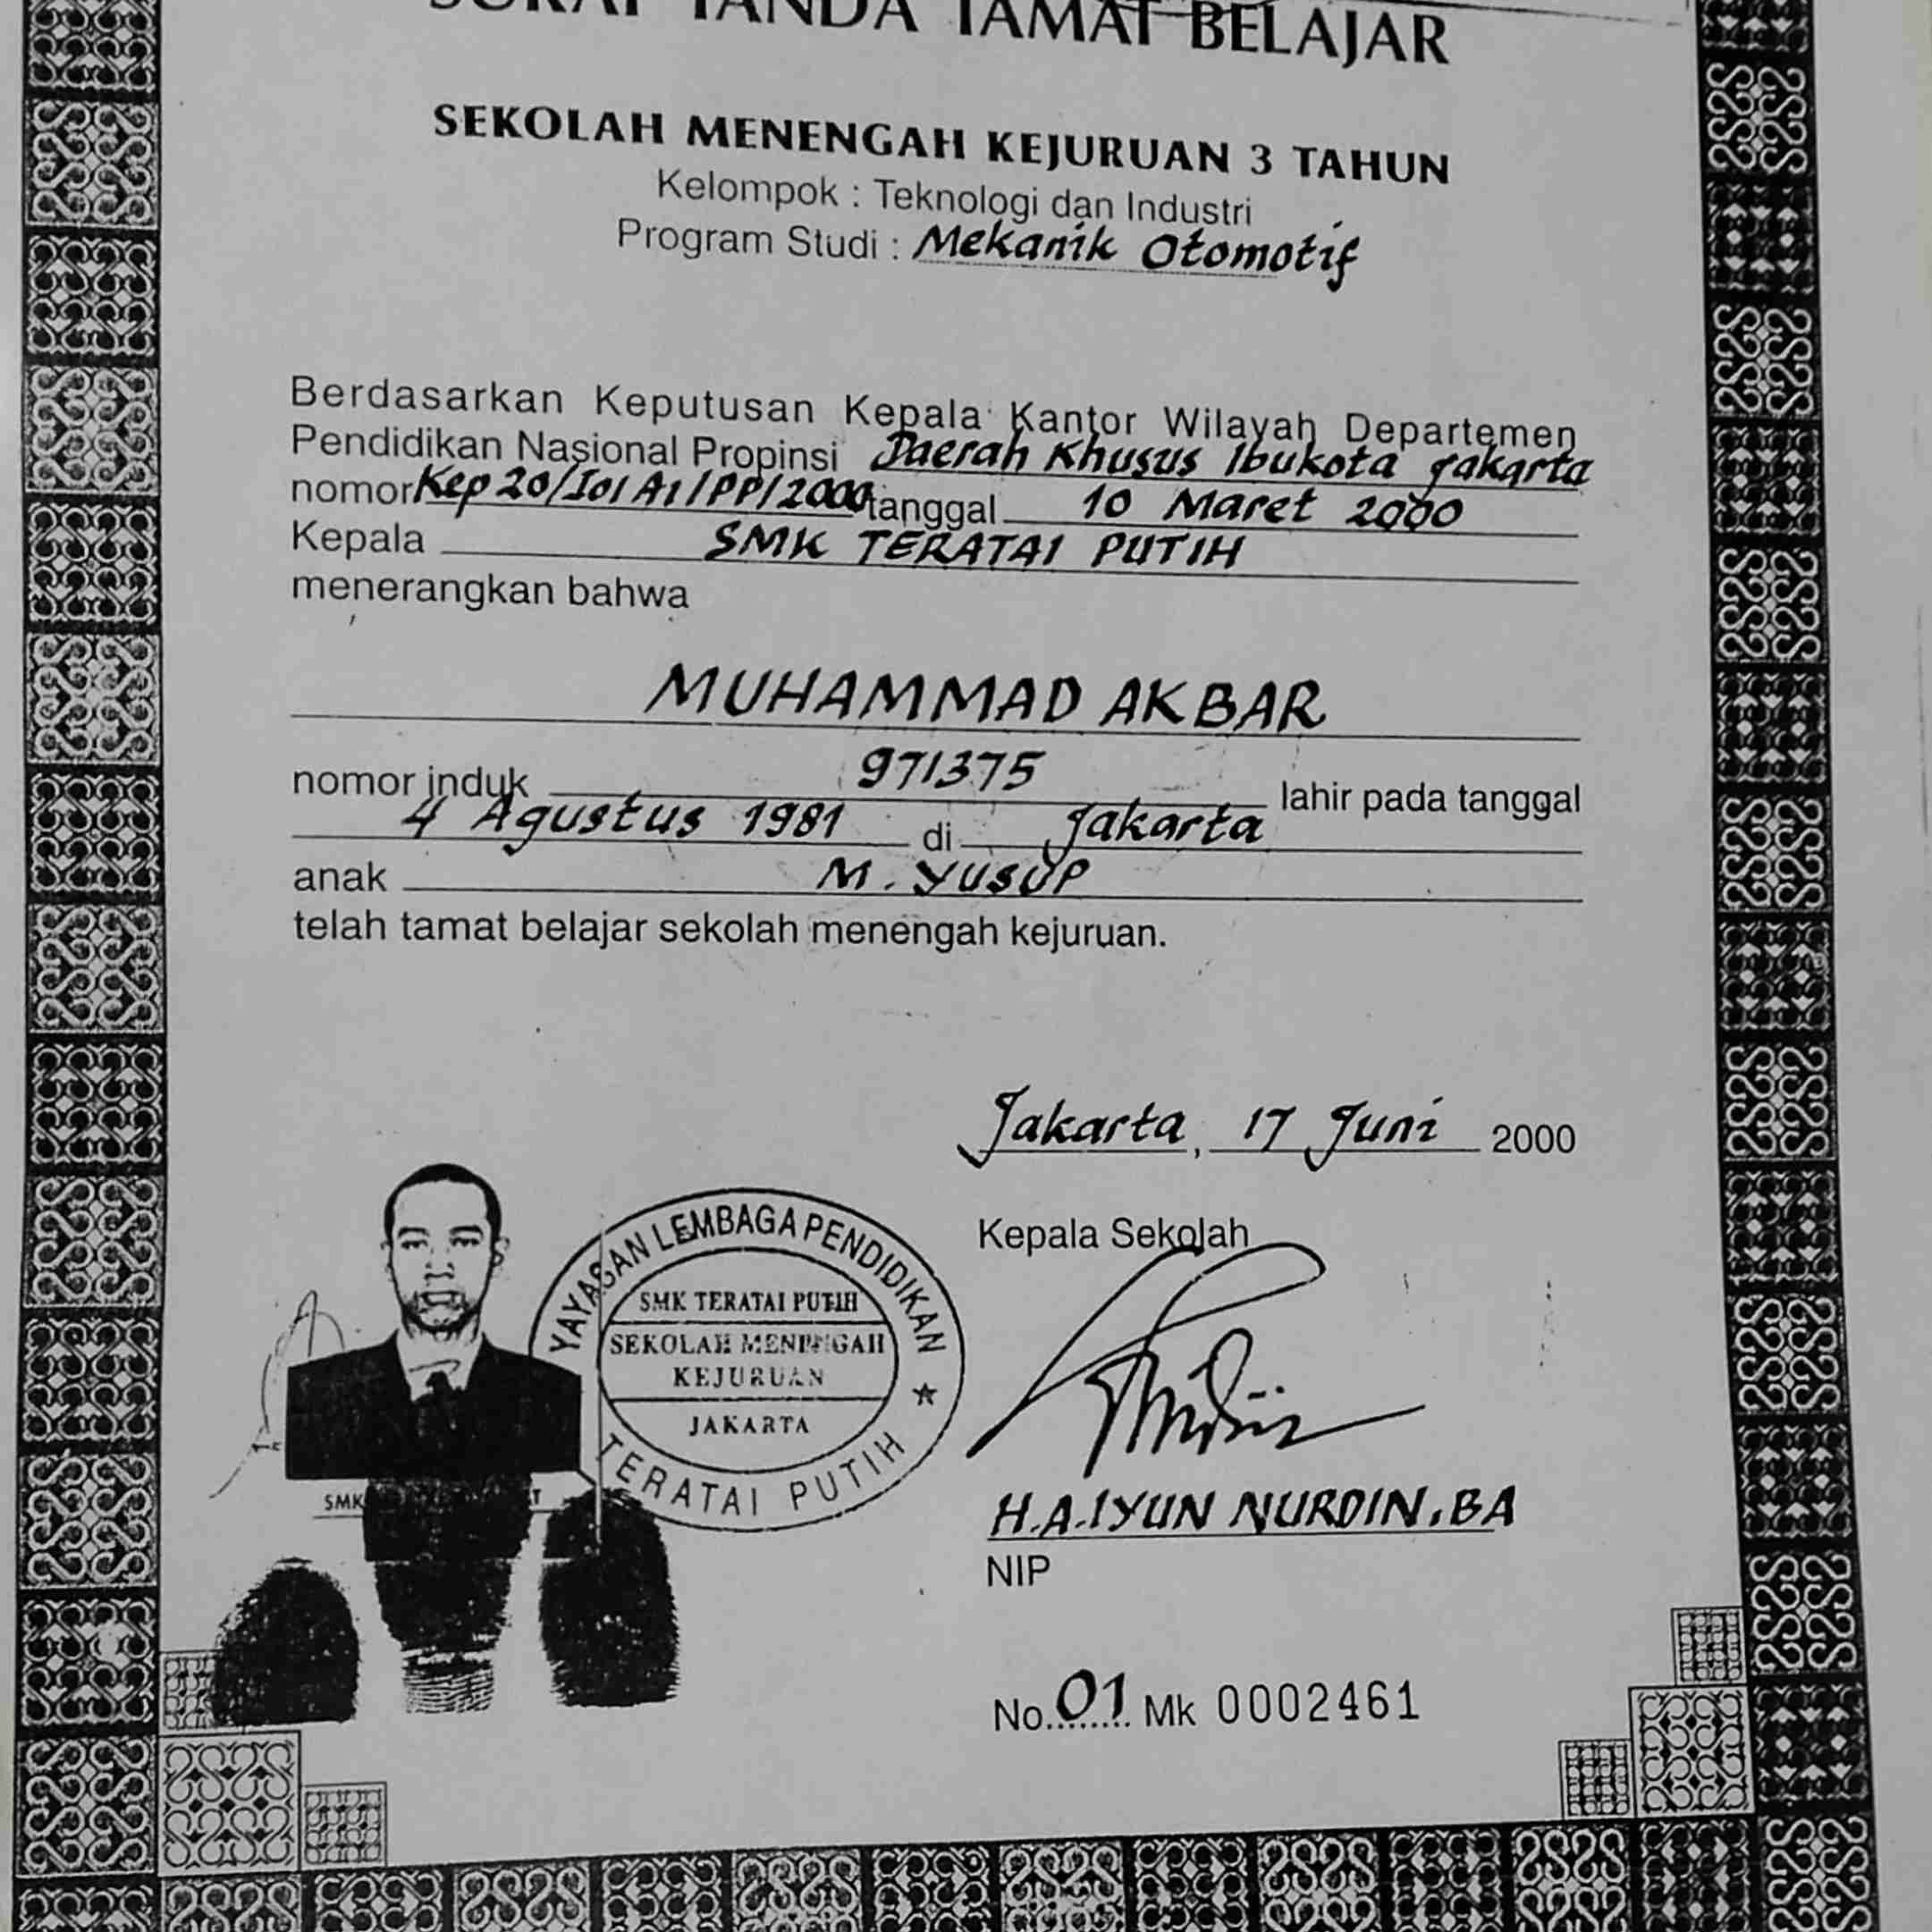 SURAT TANDA TAMAT BELAJAR
SEKOLAH MENENGAH KEJURUAN 3 TAHUN
Kelompok : Teknologi dan Industri
Program Studi : Mekanik Otomotif
Berdasarkan Keputusan Kepala Kantor Wilayah Departemen
Pendidikan Nasional Propinsi Daerah Khusus Ibukota Jakarta
nomor Kep 20/I01 A1/PP/2000 tanggal 10 Maret 2000
Kepala SMK TERATAI PUTIH
menerangkan bahwa
MUHAMMAD AKBAR
nomor induk 971375 lahir pada tanggal
4 Agustus 1981 di Jakarta
anak M. YUSUP
telah tamat belajar sekolah menengah kejuruan.
Jakarta, 17 Juni 2000
Kepala Sekolah
YAYASAN LEMBAGA PENDIDIKAN
SMK TERATAI PUTIH
SEKOLAH MENENGAH
KEJURUAN
JAKARTA
TERATAI PUTIH
SMK
H.A.IYUN NURDIN.BA
NIP
No. 01 Mk 0002461